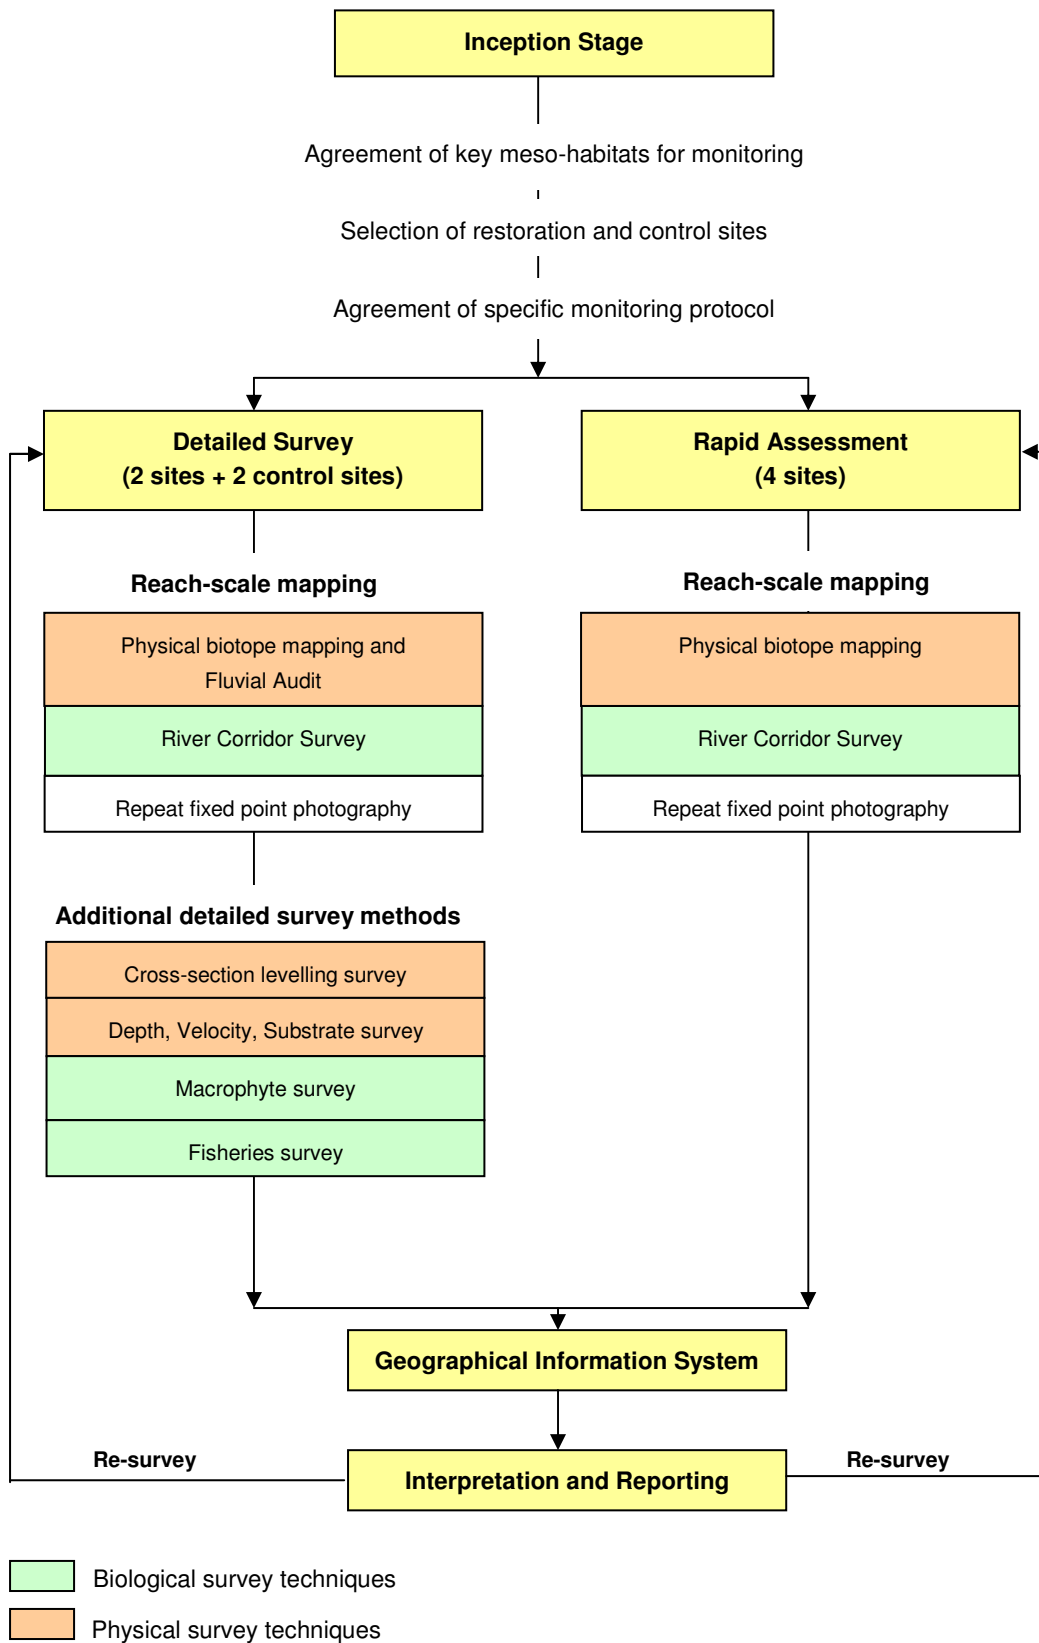 Inception Stage
Agreement of key meso-habitats for monitoring
Selection of restoration and control sites
Agreement of specific monitoring protocol
Detailed Survey
(2 sites + 2 control sites)
Rapid Assessment
(4 sites)
Reach-scale mapping
Physical biotope mapping and
Fluvial Audit
River Corridor Survey
Repeat fixed point photography
Reach-scale mapping
Physical biotope mapping
River Corridor Survey
Repeat fixed point photography
Additional detailed survey methods
Cross-section levelling survey
Depth, Velocity, Substrate survey
Macrophyte survey
Fisheries survey
Geographical Information System
Re-survey
Interpretation and Reporting
Re-survey
Biological survey techniques
Physical survey techniques